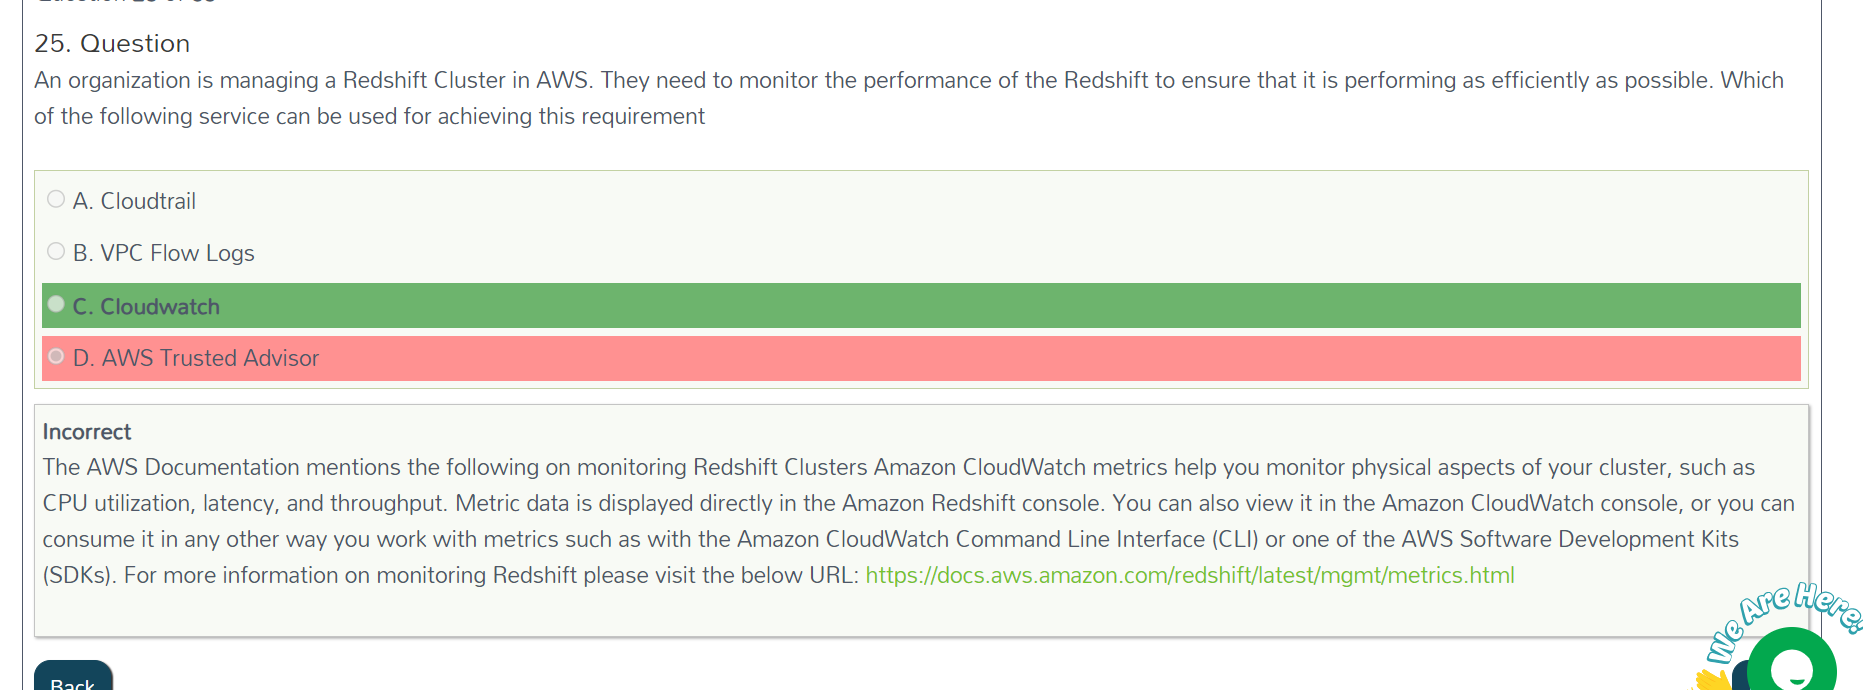 25. Question
An organization is managing a Redshift Cluster in AWS. They need to monitor the performance of the Redshift to ensure that it is performing as efficiently as possible. Which
of the following service can be used for achieving this requirement
A. Cloudtrail
B. VPC Flow Logs
C. Cloudwatch
D. AWS Trusted Advisor
Incorrect
The AWS Documentation mentions the following on monitoring Redshift Clusters Amazon CloudWatch metrics help you monitor physical aspects of your cluster, such as
CPU utilization, latency, and throughput. Metric data is displayed directly in the Amazon Redshift console. You can also view it in the Amazon CloudWatch console, or you can
consume it in any other way you work with metrics such as with the Amazon CloudWatch Command Line Interface (CLI) or one of the AWS Software Development Kits
(SDKs). For more information on monitoring Redshift please visit the below URL: https://docs.aws.amazon.com/redshift/latest/mgmt/metrics.html
We Are Here!
Back